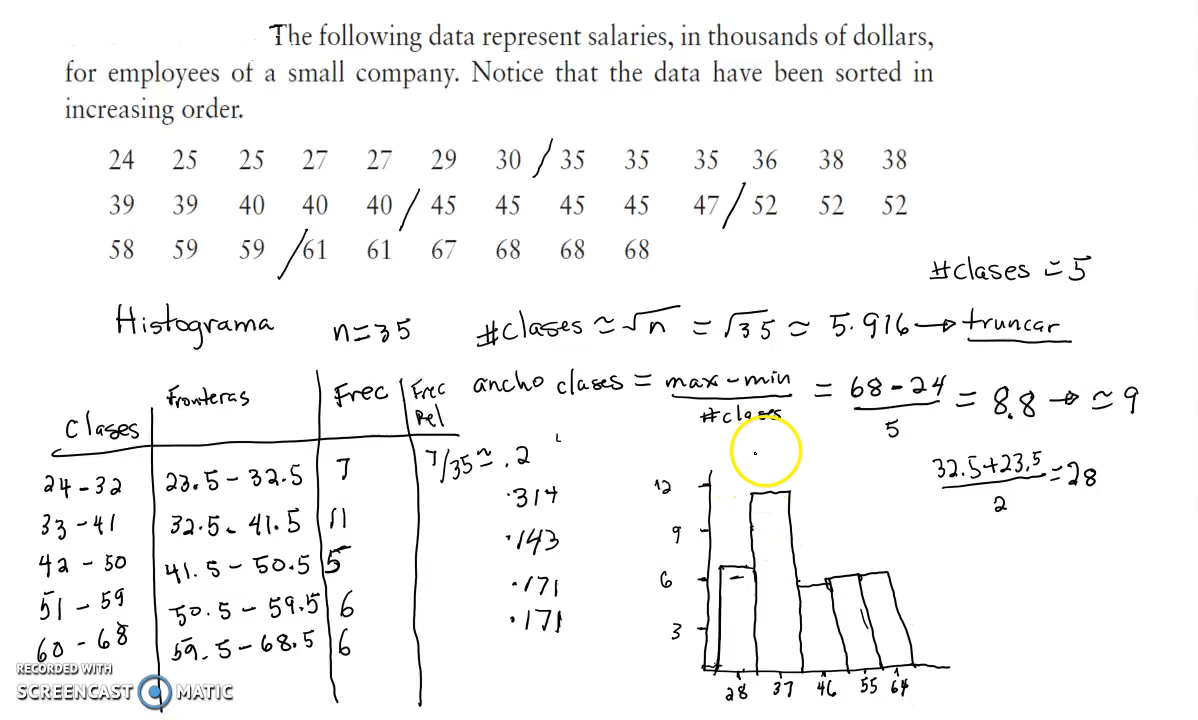 The following data represent salaries, in thousands of dollars,
for employees of a small company. Notice that the data have been sorted in
increasing order.
24 25 25 27 27 29 30 / 35 35 35 36 38 38
39 39 40 40 40 / 45 45 45 45 47 / 52 52 52
58 59 59 / 61 61 67 68 68 68
#clases = 5
Histograma n=35 #clases ≃ √n = √35 ≃ 5.916 → truncar
ancho clases = max - min / #clases = 68 - 24 / 5 = 8.8 → ≃ 9
Clases Fronteras Frec Frec Rel
24 - 32 23.5 - 32.5 7 7/35 ≃ .2
33 - 41 32.5 - 41.5 11 .314
42 - 50 41.5 - 50.5 5 .143
51 - 59 50.5 - 59.5 6 .171
60 - 68 59.5 - 68.5 6 .171
32.5+23.5 / 2 = 28
12
9
6
3
28 37 46 55 64
RECORDED WITH
SCREENCAST MATIC